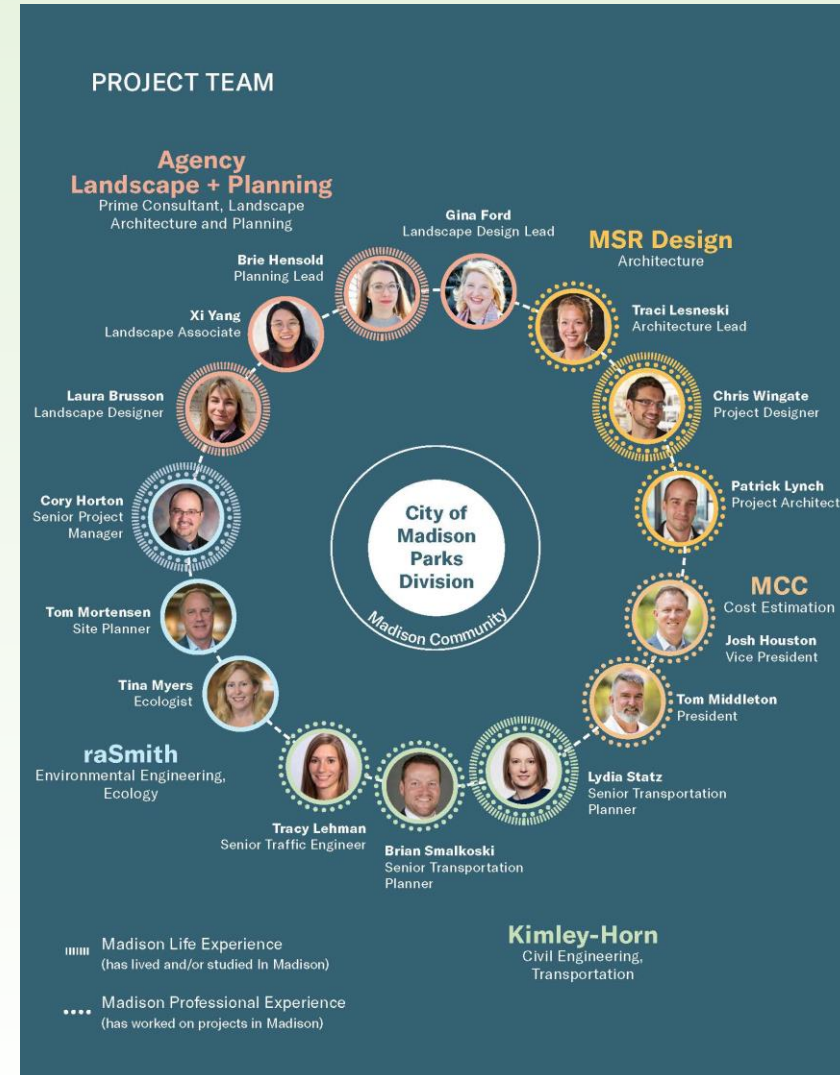 PROJECT TEAM
Agency
Landscape + Planning
Prime Consultant, Landscape
Architecture and Planning
Gina Ford
Landscape Design Lead
MSR Design
Architecture
Brie Hensold
Planning Lead
Traci Lesneski
Architecture Lead
Xi Yang
Landscape Associate
Laura Brusson
Landscape Designer
Chris Wingate
Project Designer
Cory Horton
Senior Project
Manager
Patrick Lynch
Project Architect
City of
Madison
Parks
Division
Madison Community
MCC
Cost Estimation
Josh Houston
Vice President
Tom Mortensen
Site Planner
Tina Myers
Ecologist
Tom Middleton
President
raSmith
Environmental Engineering,
Ecology
Lydia Statz
Senior Transportation
Planner
Tracy Lehman
Senior Traffic Engineer
Brian Smalkoski
Senior Transportation
Planner
Kimley-Horn
Civil Engineering,
Transportation
Madison Life Experience
(has lived and/or studied In Madison)
Madison Professional Experience
(has worked on projects in Madison)